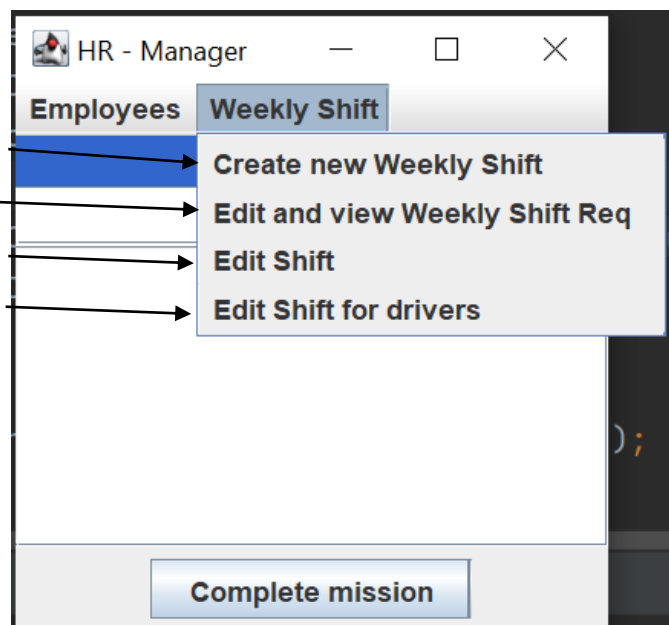 HR - Manager
Employees Weekly Shift
Create new Weekly Shift
Edit and view Weekly Shift Req
Edit Shift
Edit Shift for drivers
);
Complete mission